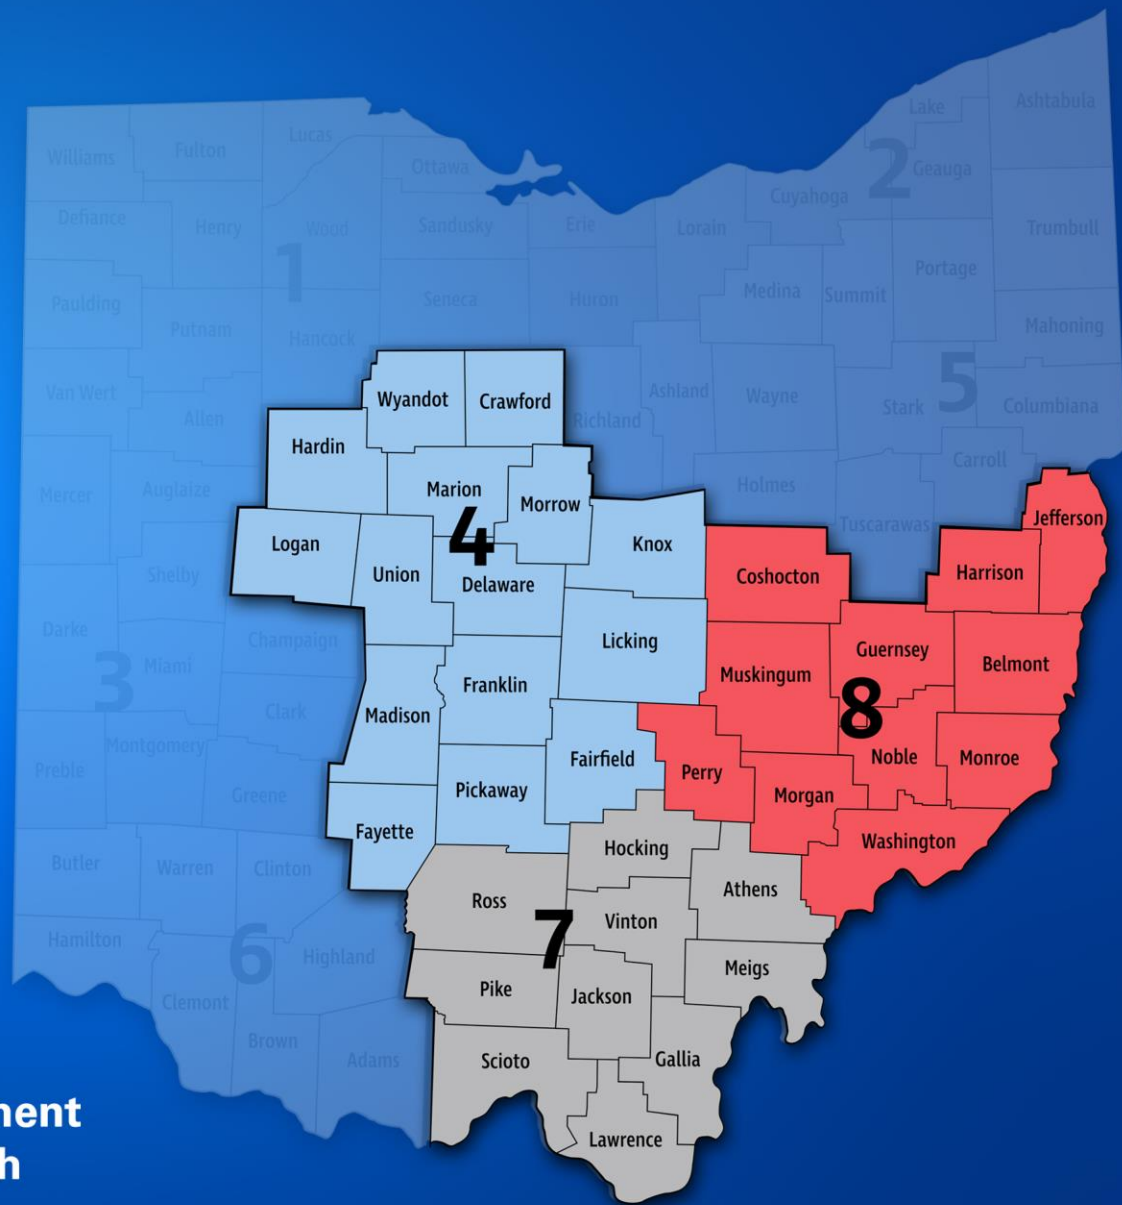 Lake
Ashtabula
Lucas
Fulton
Williams
Ottawa
2
Geauga
Cuyahoga
Defiance
Henry
Wood
Sandusky
Erie
Lorain
Trumbull
1
Portage
Paulding
Seneca
Huron
Medina
Summit
Putnam
Hancock
Mahoning
Van Wert
Wyandot
Crawford
Ashland
Wayne
5
Stark
Columbiana
Allen
Richland
Hardin
Carroll
Mercer
Auglaize
Marion
Morrow
Holmes
Tuscarawas
Jefferson
4
Logan
Knox
Shelby
Union
Delaware
Coshocton
Harrison
Darke
Champaign
Licking
Guernsey
Belmont
3
Miami
Muskingum
Franklin
Clark
Madison
8
Montgomery
Preble
Fairfield
Perry
Noble
Monroe
Greene
Pickaway
Morgan
Fayette
Washington
Butler
Warren
Clinton
Hocking
Athens
Ross
Vinton
7
Hamilton
6
Highland
Meigs
Clemont
Pike
Jackson
Brown
Adams
Scioto
Gallia
Lawrence
ment
h